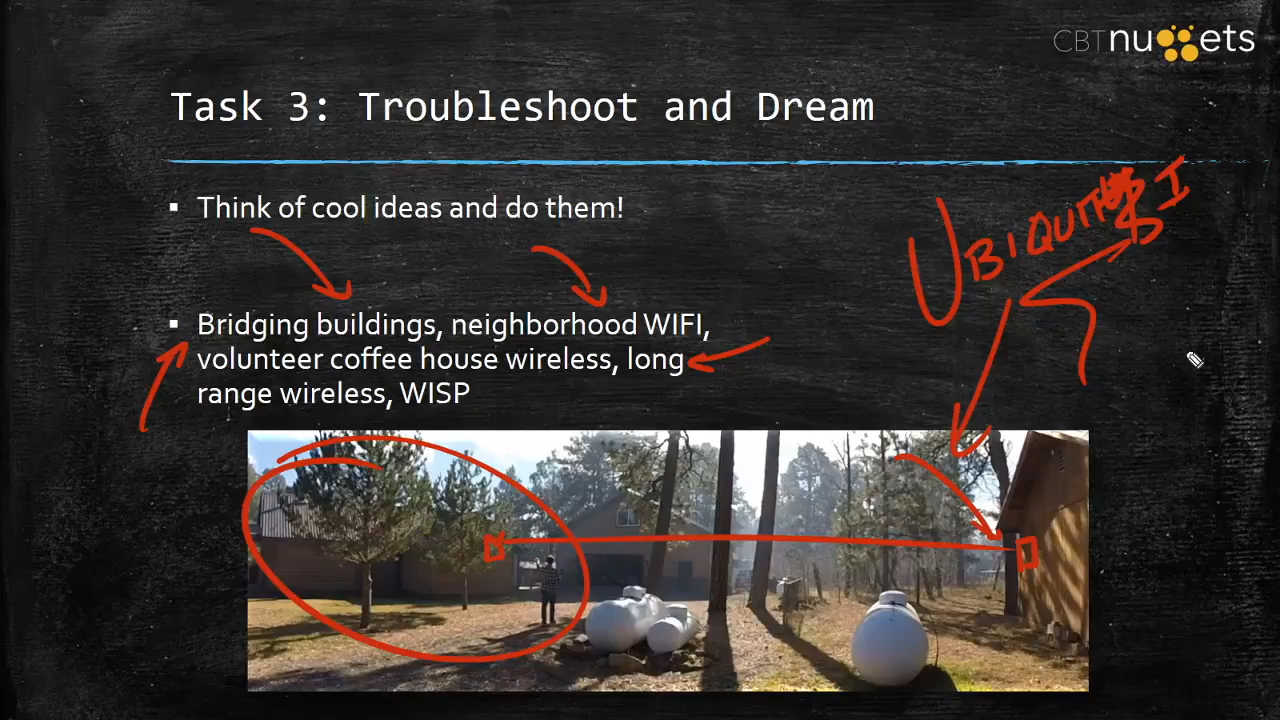 CBTnuggets
Task 3: Troubleshoot and Dream
▪ Think of cool ideas and do them!
▪ Bridging buildings, neighborhood WIFI,
volunteer coffee house wireless, long
range wireless, WISP